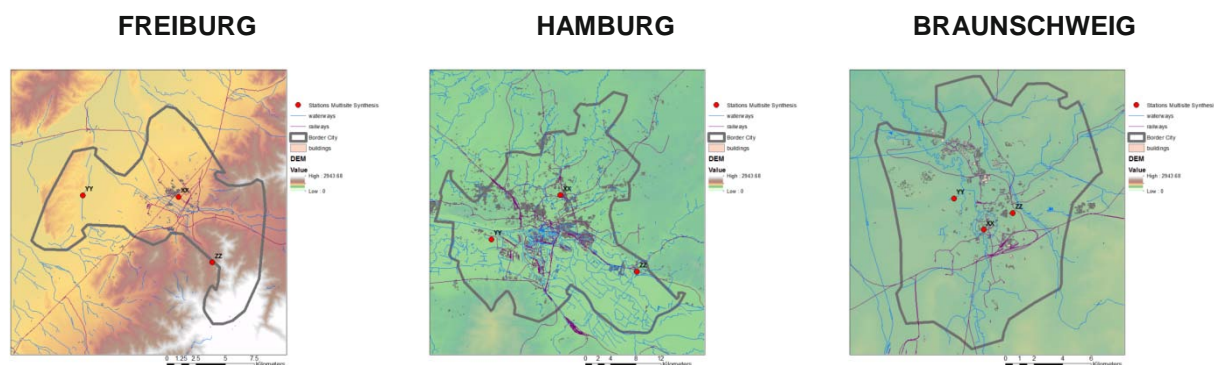 FREIBURG
HAMBURG
BRAUNSCHWEIG
YY
XX
ZZ
Stations Multisite Synthesis
waterways
railways
Border City
buildings
DEM
Value
High : 2943.68
Low : 0
0 1.25 2.5 5 7.5
Kilometers
XX
YY
ZZ
Stations Multisite Synthesis
waterways
railways
Border City
buildings
DEM
Value
High : 2943.68
Low : 0
0 2 4 8 12
Kilometers
YY
ZZ
XX
Stations Multisite Synthesis
waterways
railways
Border City
buildings
DEM
Value
High : 2943.68
Low : 0
0 1 2 4 6
Kilometers